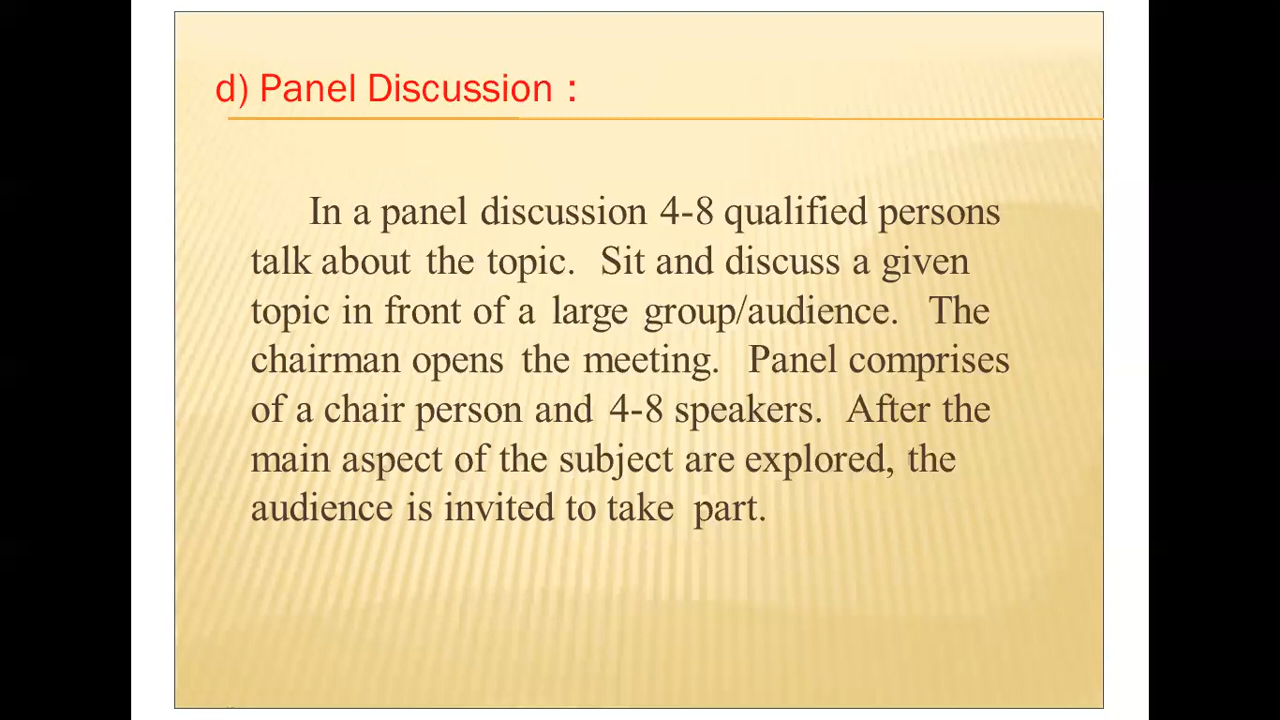 d) Panel Discussion :
In a panel discussion 4-8 qualified persons
talk about the topic. Sit and discuss a given
topic in front of a large group/audience. The
chairman opens the meeting. Panel comprises
of a chair person and 4-8 speakers. After the
main aspect of the subject are explored, the
audience is invited to take part.